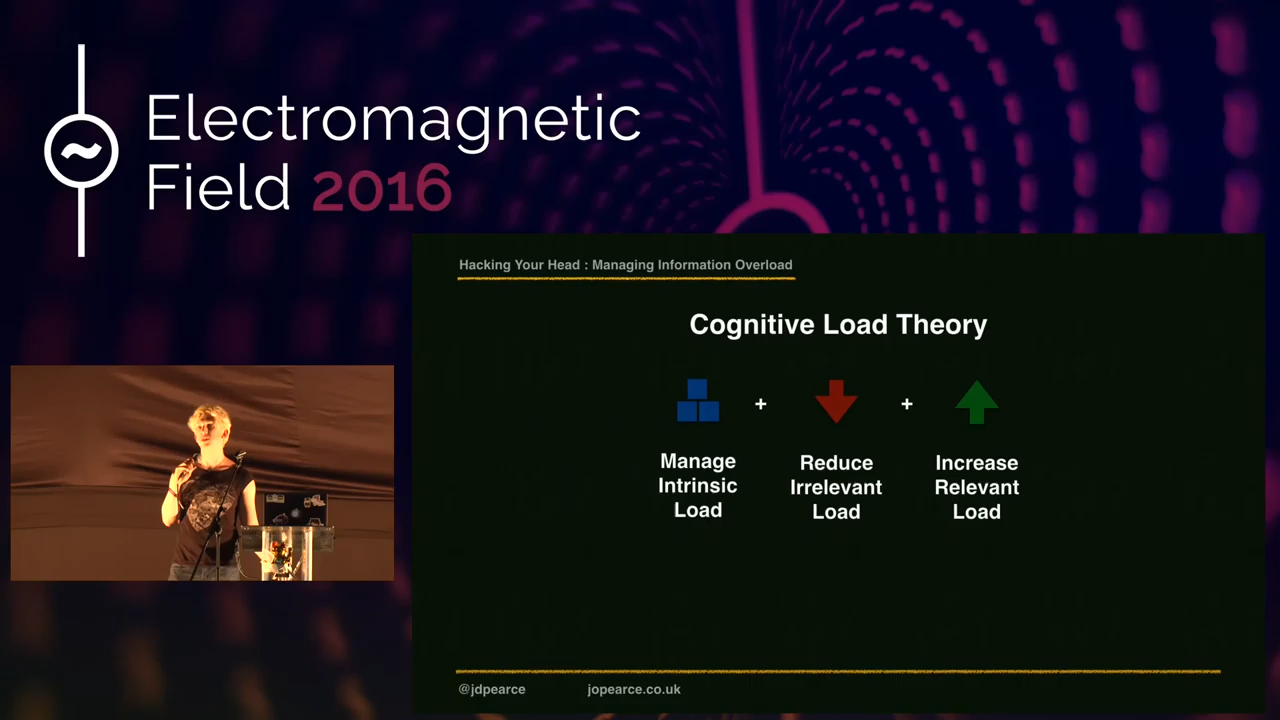 Electromagnetic
Field 2016
Hacking Your Head : Managing Information Overload
Cognitive Load Theory
+ +
Manage
Intrinsic
Load
Reduce
Irrelevant
Load
Increase
Relevant
Load
@jdpearce jopearce.co.uk